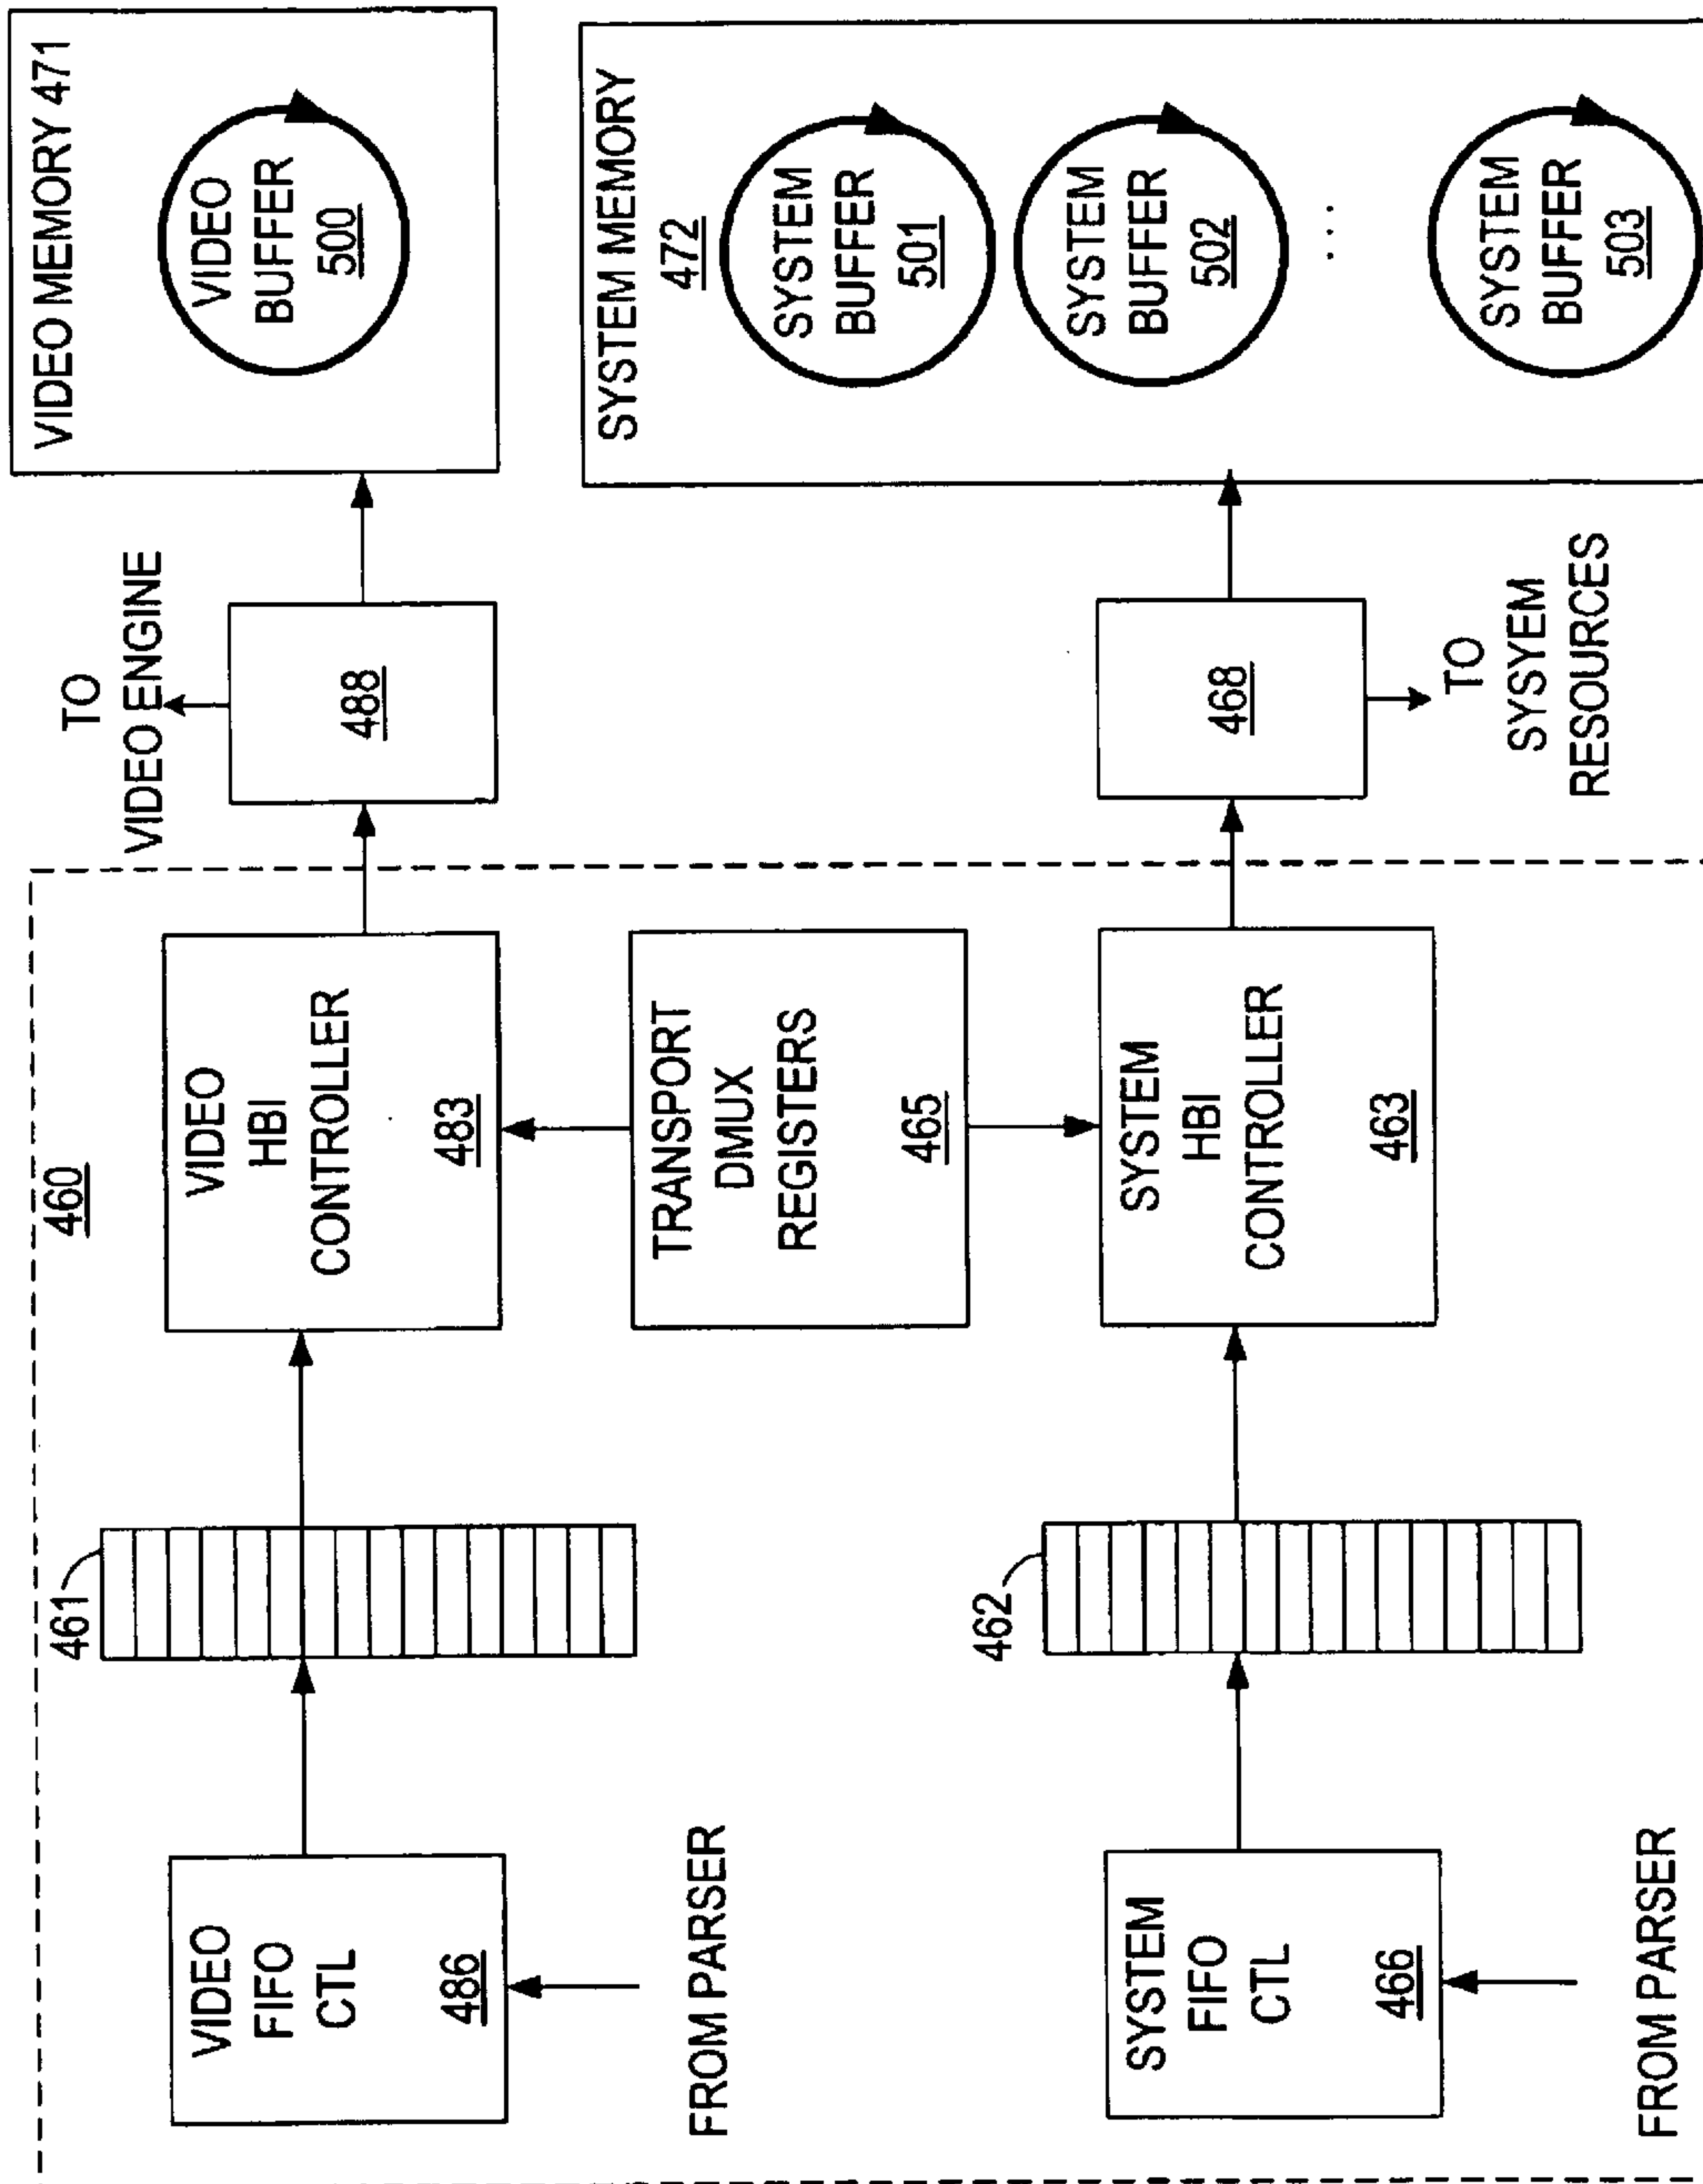 460
VIDEO
FIFO
CTL
486
FROM PARSER
461
VIDEO
HBI
CONTROLLER
483
TO
VIDEO ENGINE
488
VIDEO MEMORY 471
VIDEO
BUFFER
500
TRANSPORT
DMUX
REGISTERS
465
SYSTEM
FIFO
CTL
466
FROM PARSER
462
SYSTEM
HBI
CONTROLLER
463
468
TO
SYSYEM
RESOURCES
SYSTEM MEMORY
472
SYSTEM
BUFFER
501
SYSTEM
BUFFER
502
...
SYSTEM
BUFFER
503